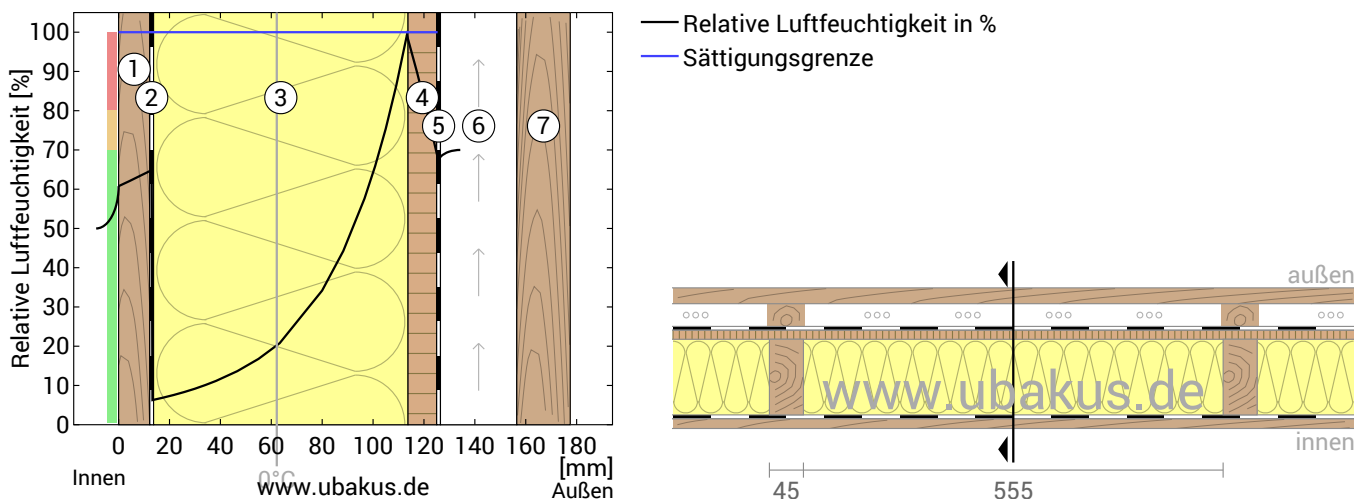 Relative Luftfeuchtigkeit [%]
100
90
80
70
60
50
40
30
20
10
0
1
2
3
4
5
6
7
0
20
40
60
80
100
120
140
160
180
[mm]
Innen
0°C
www.ubakus.de
Außen
Relative Luftfeuchtigkeit in %
Sättigungsgrenze
außen
www.ubakus.de
innen
45
555